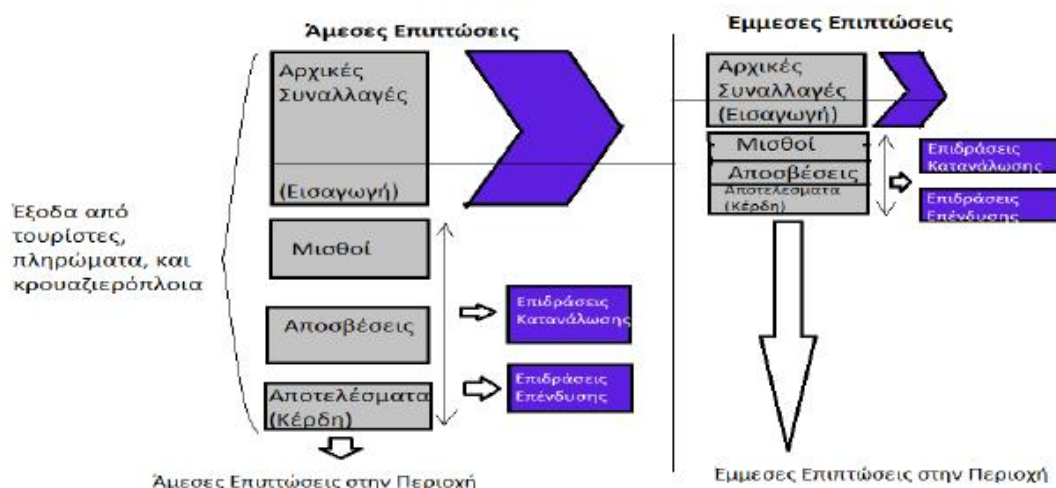 Άμεσες Επιπτώσεις
Αρχικές
Συναλλαγές
(Εισαγωγή)
Μισθοί
Αποσβέσεις
Αποτελέσματα
(Κέρδη)
Έξοδα από
τουρίστες,
πληρώματα, και
κρουαζιερόπλοια
Επιδράσεις
Κατανάλωσης
Επιδράσεις
Επένδυσης
Άμεσες Επιπτώσεις στην Περιοχή
Έμμεσες Επιπτώσεις
Αρχικές
Συναλλαγές
(Εισαγωγή)
Μισθοί
Αποσβέσεις
Αποτελέσματα
(Κέρδη)
Επιδράσεις
Κατανάλωσης
Επιδράσεις
Επένδυσης
Έμμεσες Επιπτώσεις στην Περιοχή